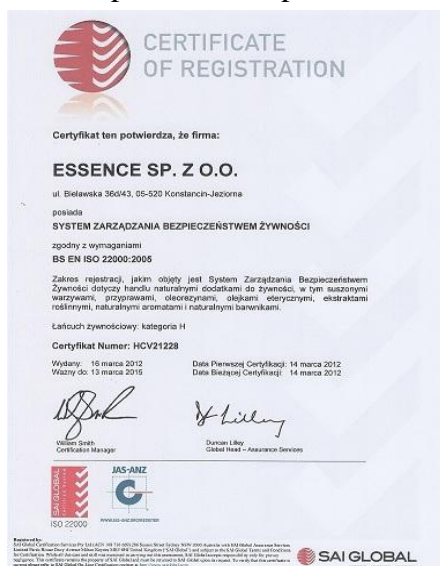 CERTIFICATE
OF REGISTRATION
Certyfikat ten potwierdza, że firma:
ESSENCE SP. Z O.O.
ul. Bielawska 36d/43, 05-520 Konstancin-Jeziorna
posiada
SYSTEM ZARZĄDZANIA BEZPIECZEŃSTWEM ŻYWNOŚCI
zgodny z wymaganiami
BS EN ISO 22000:2005
Zakres rejestracji, jakim objęty jest System Zarządzania Bezpieczeństwem
Żywności dotyczy handlu naturalnymi dodatkami do żywności, w tym suszonymi
warzywami, przyprawami, oleorezynami, olejkami eterycznymi, ekstraktami
roślinnymi, naturalnymi aromatami i naturalnymi barwnikami.
Łańcuch żywnościowy: kategoria H
Certyfikat Numer: HCV21228
Wydany: 16 marca 2012 Data Pierwszej Certyfikacji: 14 marca 2012
Ważny do: 13 marca 2015 Data Bieżącej Certyfikacji: 14 marca 2012
William Smith Duncan Lilley
Certification Manager Global Head – Assurance Services
SAI GLOBAL
JAS-ANZ
ISO 22000
Registered by:
SAI GLOBAL